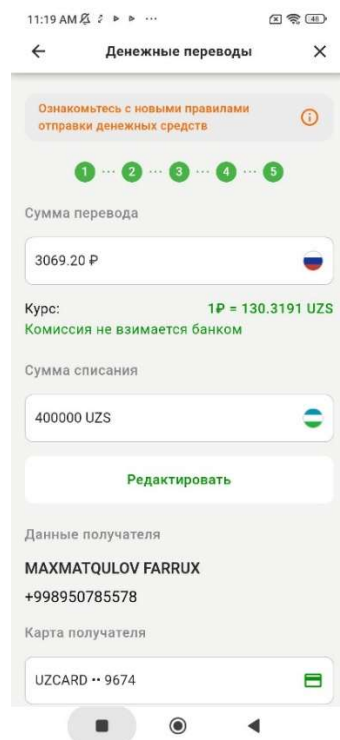 11:19 AM
48
Денежные переводы
Ознакомьтесь с новыми правилами
отправки денежных средств
1 ··· 2 ··· 3 ··· 4 ··· 5
Сумма перевода
3069.20 ₽
Курс: 1₽ = 130.3191 UZS
Комиссия не взимается банком
Сумма списания
400000 UZS
Редактировать
Данные получателя
MAXMATQULOV FARRUX
+998950785578
Карта получателя
UZCARD •• 9674